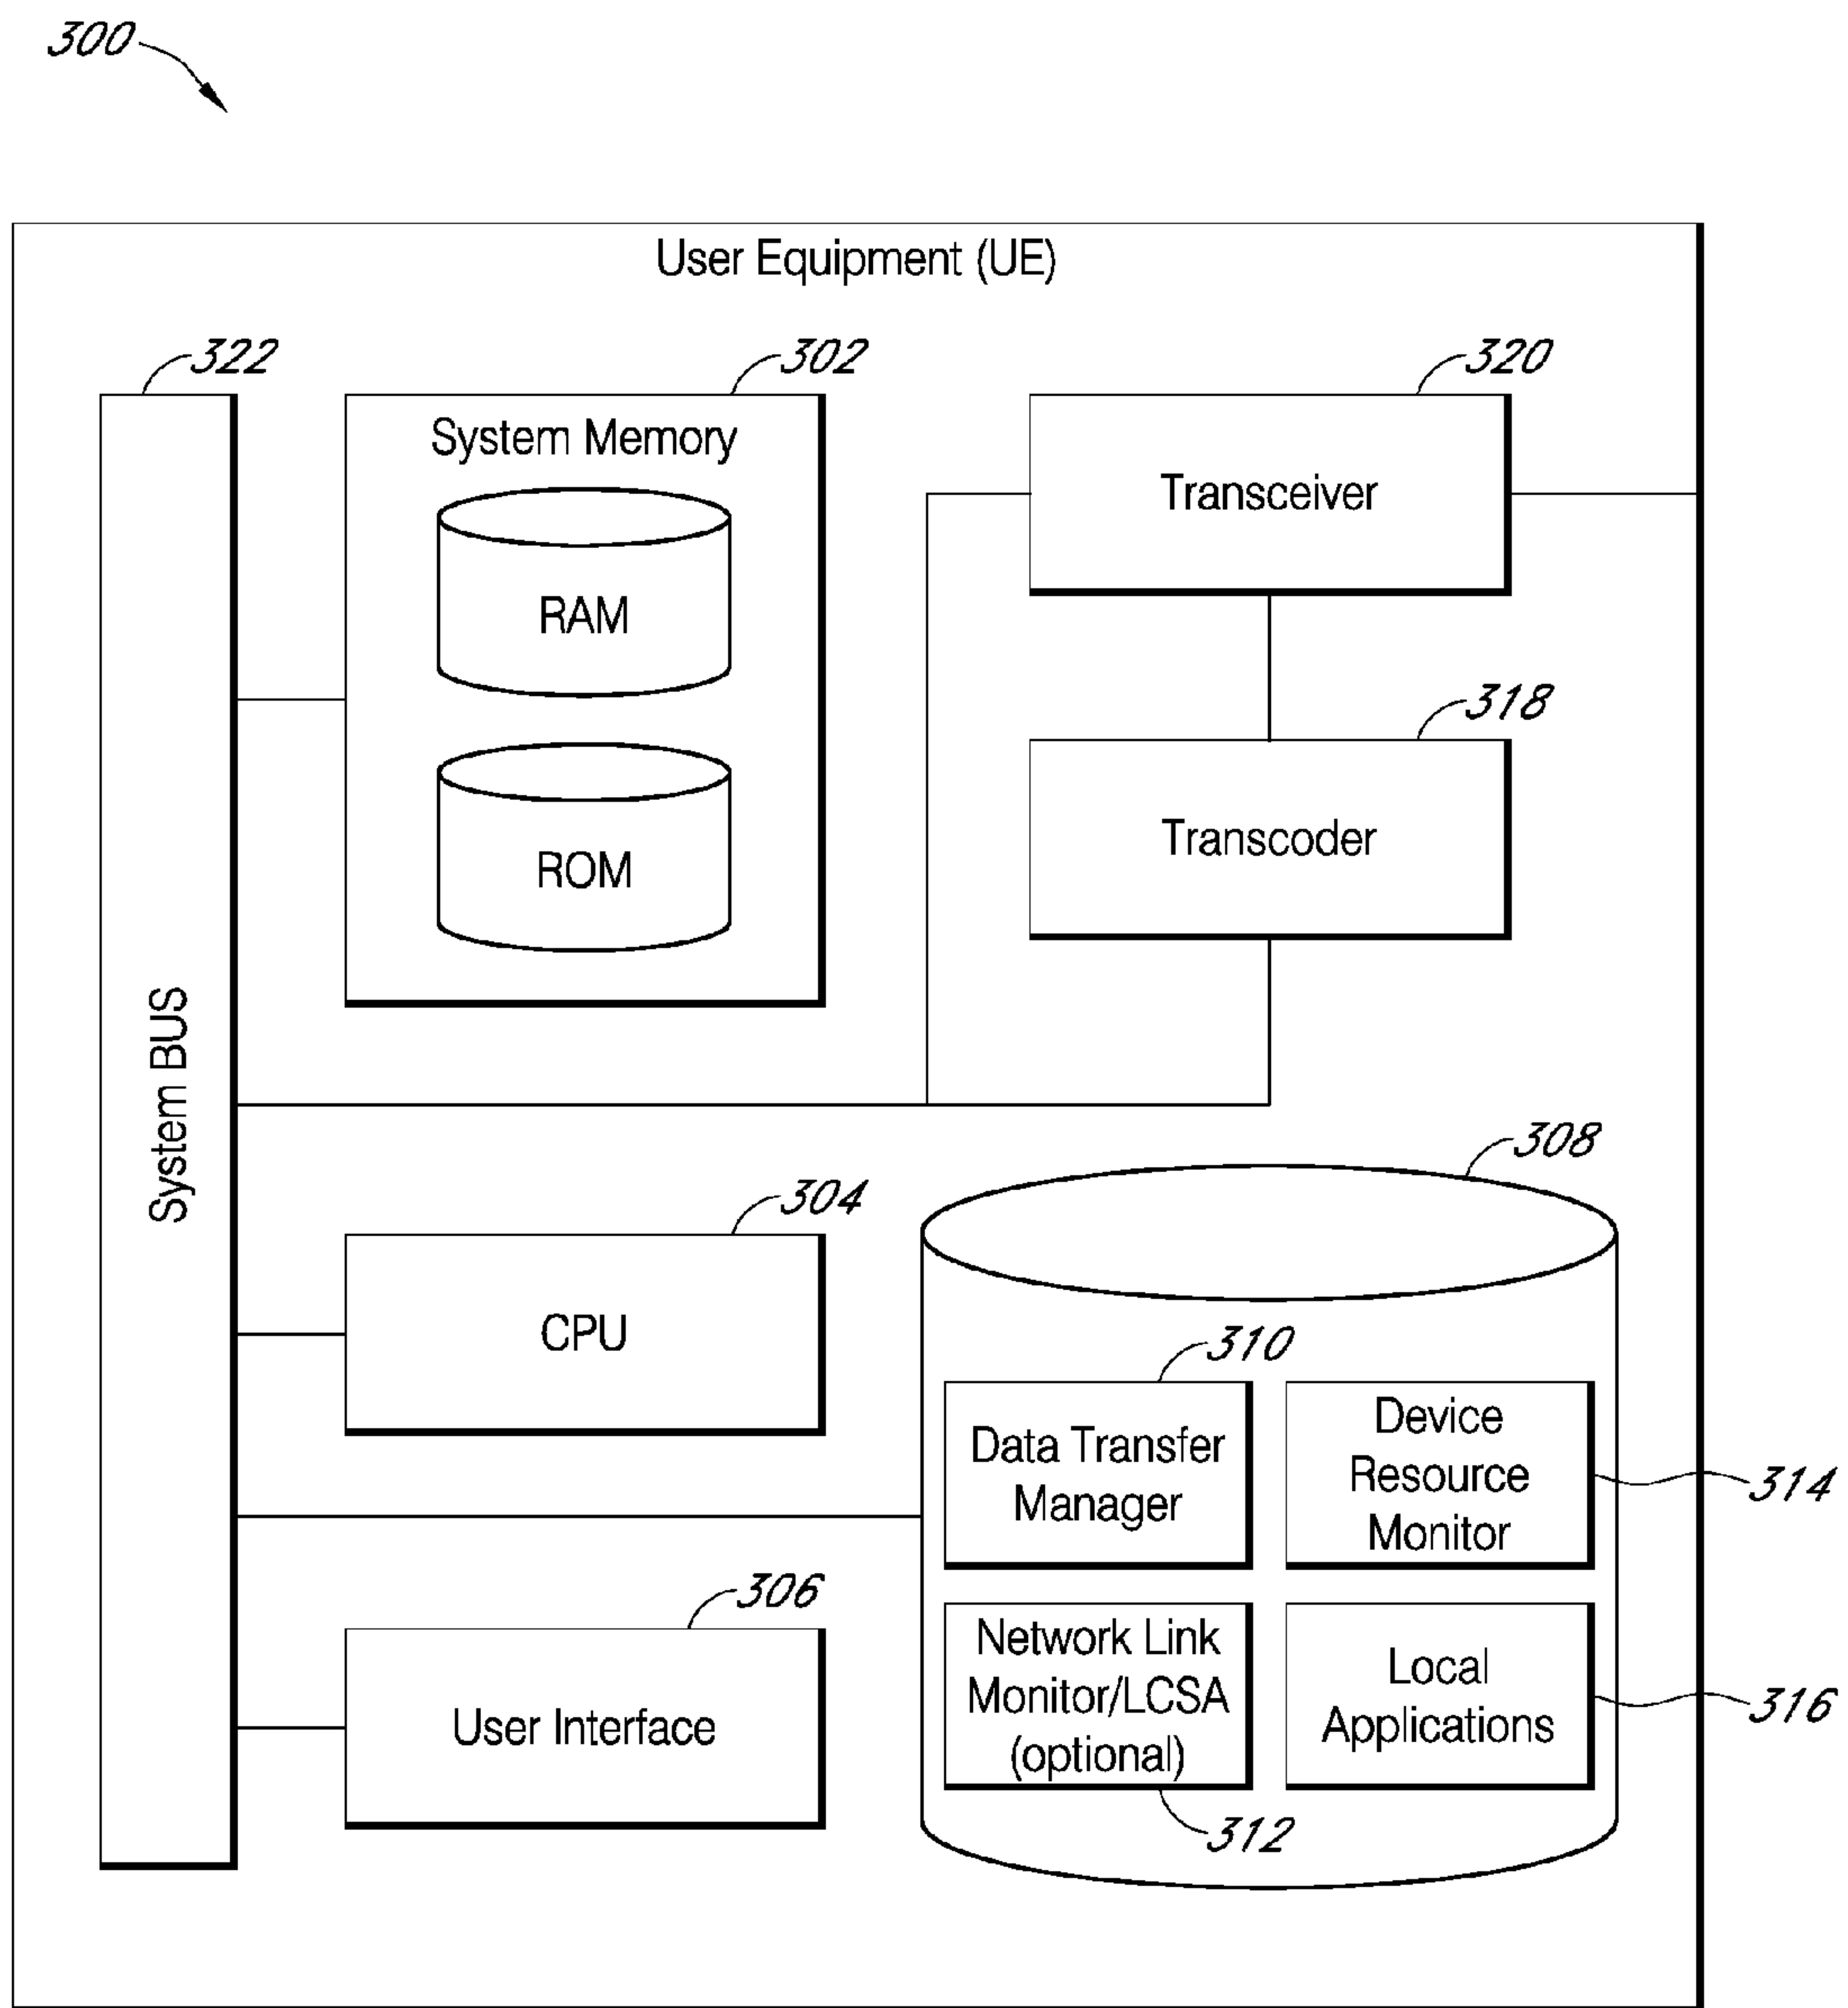 300
User Equipment (UE)
322
302
320
System Memory
Transceiver
RAM
318
Transcoder
ROM
System BUS
308
304
CPU
310
Data Transfer
Manager
Device
Resource
Monitor
314
306
User Interface
Network Link
Monitor/LCSA
(optional)
Local
Applications
316
312